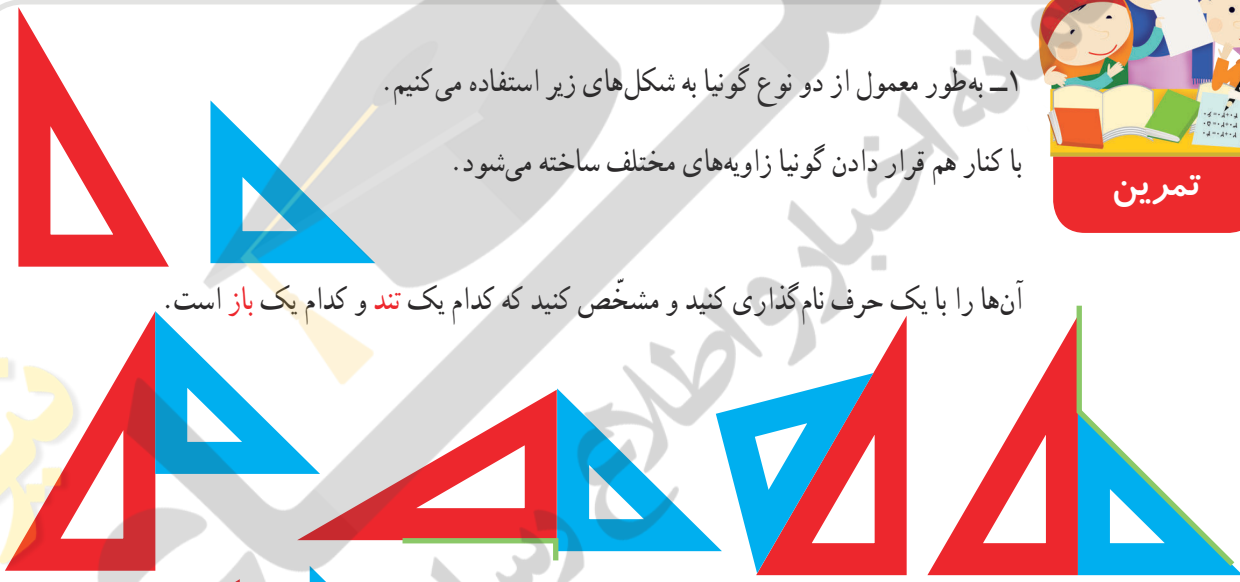 ۱ــ به‌طور معمول از دو نوع گونیا به شکل‌های زیر استفاده می‌کنیم.
با کنار هم قرار دادن گونیا زاویه‌های مختلف ساخته می‌شود.
تمرین
آن‌ها را با یک حرف نام‌گذاری کنید و مشخّص کنید که کدام یک تند و کدام یک باز است.